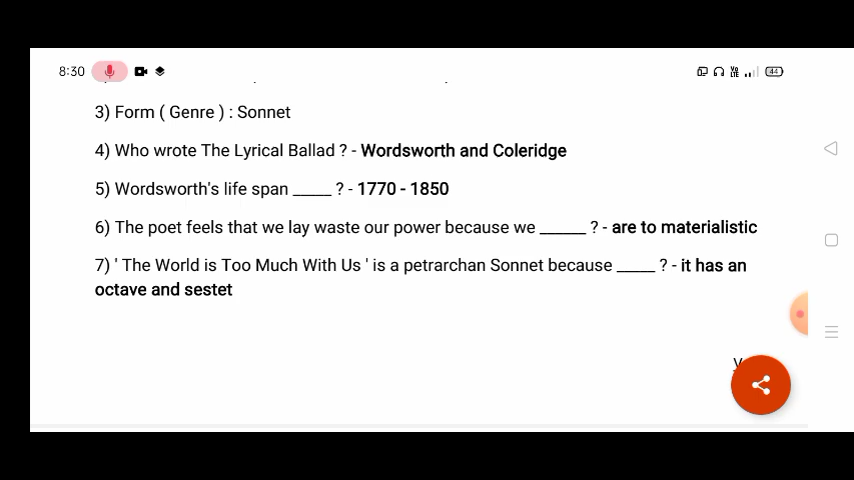 8:30
44
3) Form ( Genre ) : Sonnet
4) Who wrote The Lyrical Ballad ? - Wordsworth and Coleridge
5) Wordsworth's life span _____ ? - 1770 - 1850
6) The poet feels that we lay waste our power because we ______ ? - are to materialistic
7) ' The World is Too Much With Us ' is a petrarchan Sonnet because _____ ? - it has an
octave and sestet